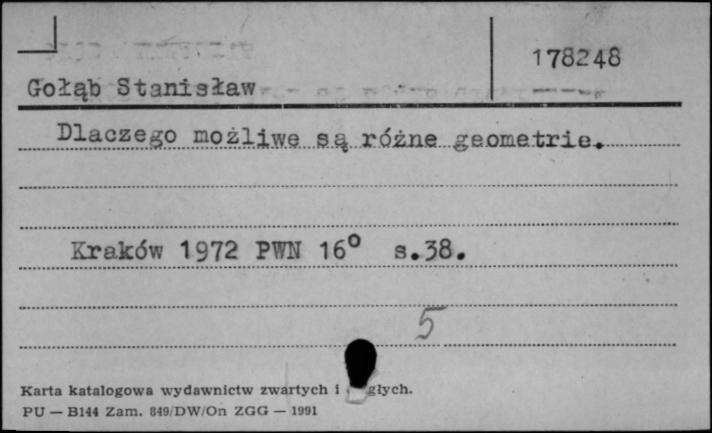 178248
Gołąb Stanisław
Dlaczego możliwe są różne geometrie.
Kraków 1972 PWN 16° s.38.
5
Karta katalogowa wydawnictw zwartych i
PU — B144 Zam. 849/DW/On ZGG — 1991